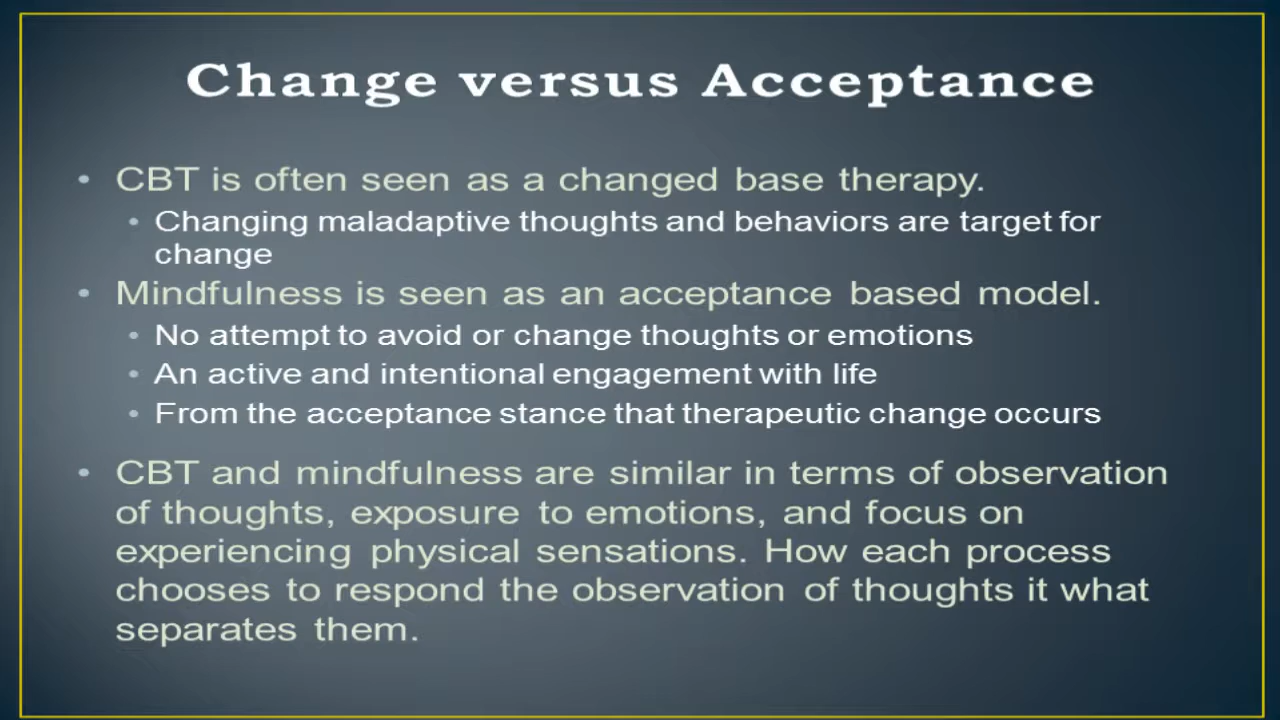 Change versus Acceptance
• CBT is often seen as a changed base therapy.
• Changing maladaptive thoughts and behaviors are target for
change
• Mindfulness is seen as an acceptance based model.
• No attempt to avoid or change thoughts or emotions
• An active and intentional engagement with life
• From the acceptance stance that therapeutic change occurs
• CBT and mindfulness are similar in terms of observation
of thoughts, exposure to emotions, and focus on
experiencing physical sensations. How each process
chooses to respond the observation of thoughts it what
separates them.